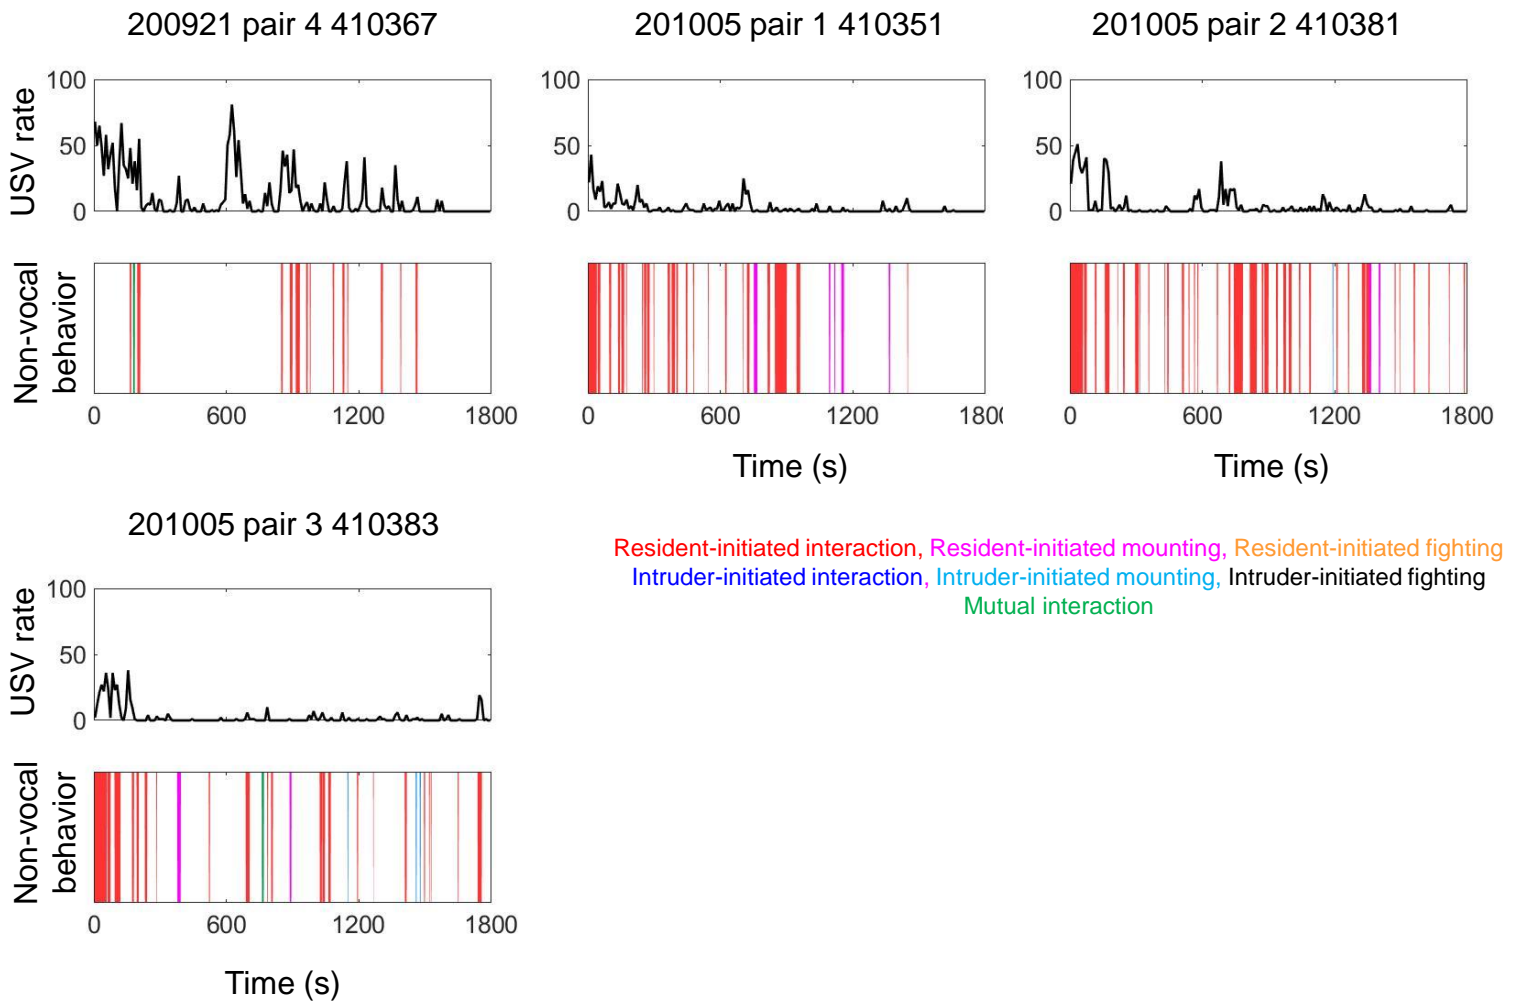 200921 pair 4 410367
201005 pair 1 410351
201005 pair 2 410381
USV rate
100
50
0
100
50
0
100
50
0
Non-vocal
behavior
0 600 1200 1800
0 600 1200 180
0 600 1200 1800
Time (s)
Time (s)
201005 pair 3 410383
Resident-initiated interaction, Resident-initiated mounting, Resident-initiated fighting
Intruder-initiated interaction, Intruder-initiated mounting, Intruder-initiated fighting
Mutual interaction
USV rate
100
50
0
Non-vocal
behavior
0 600 1200 1800
Time (s)